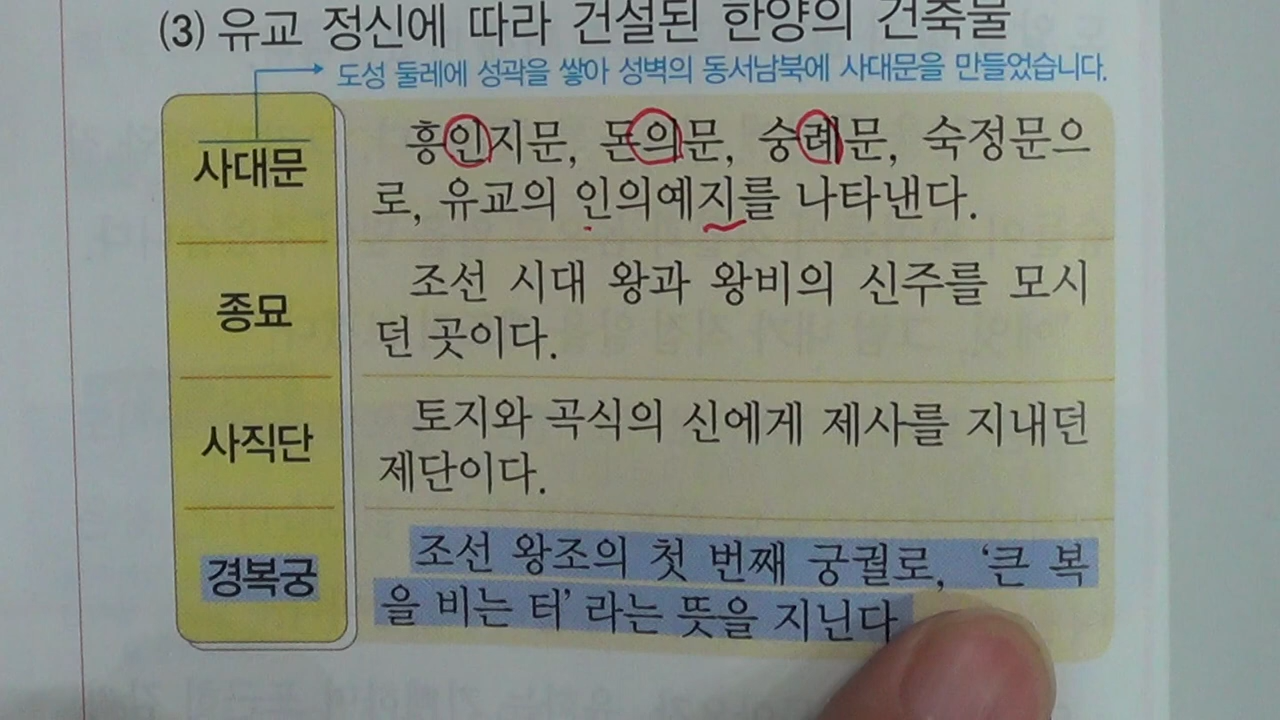 (3) 유교 정신에 따라 건설된 한양의 건축물
도성 둘레에 성곽을 쌓아 성벽의 동서남북에 사대문을 만들었습니다.
사대문
흥인지문, 돈의문, 숭례문, 숙정문으
로, 유교의 인의예지를 나타낸다.
종묘
조선 시대 왕과 왕비의 신주를 모시
던 곳이다.
사직단
토지와 곡식의 신에게 제사를 지내던
제단이다.
경복궁
조선 왕조의 첫 번째 궁궐로, ‘큰 복
을 비는 터’라는 뜻을 지닌다